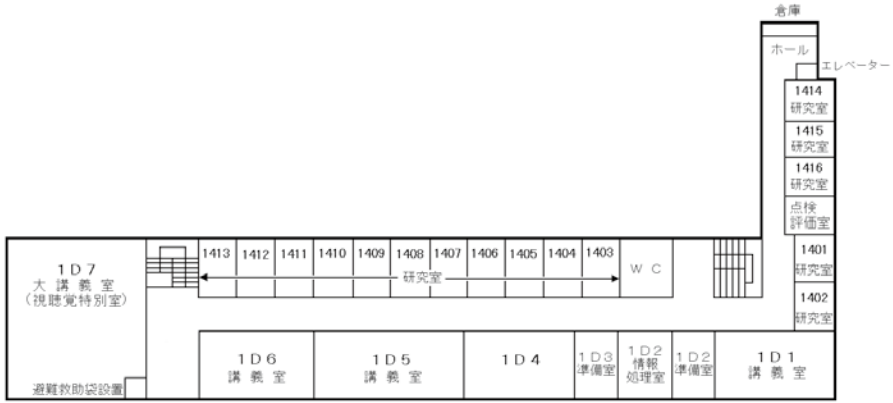 倉庫
ホール
エレベーター
1414
研究室
1415
研究室
1416
研究室
点検
評価室
1401
研究室
1402
研究室
1413 1412 1411 1410 1409 1408 1407 1406 1405 1404 1403
研究室
WC
1D7
大講義室
(視聴覚特別室)
避難救助袋設置
1D6
講義室
1D5
講義室
1D4
1D3
準備室
1D2
情報
処理室
1D2
準備室
1D1
講義室